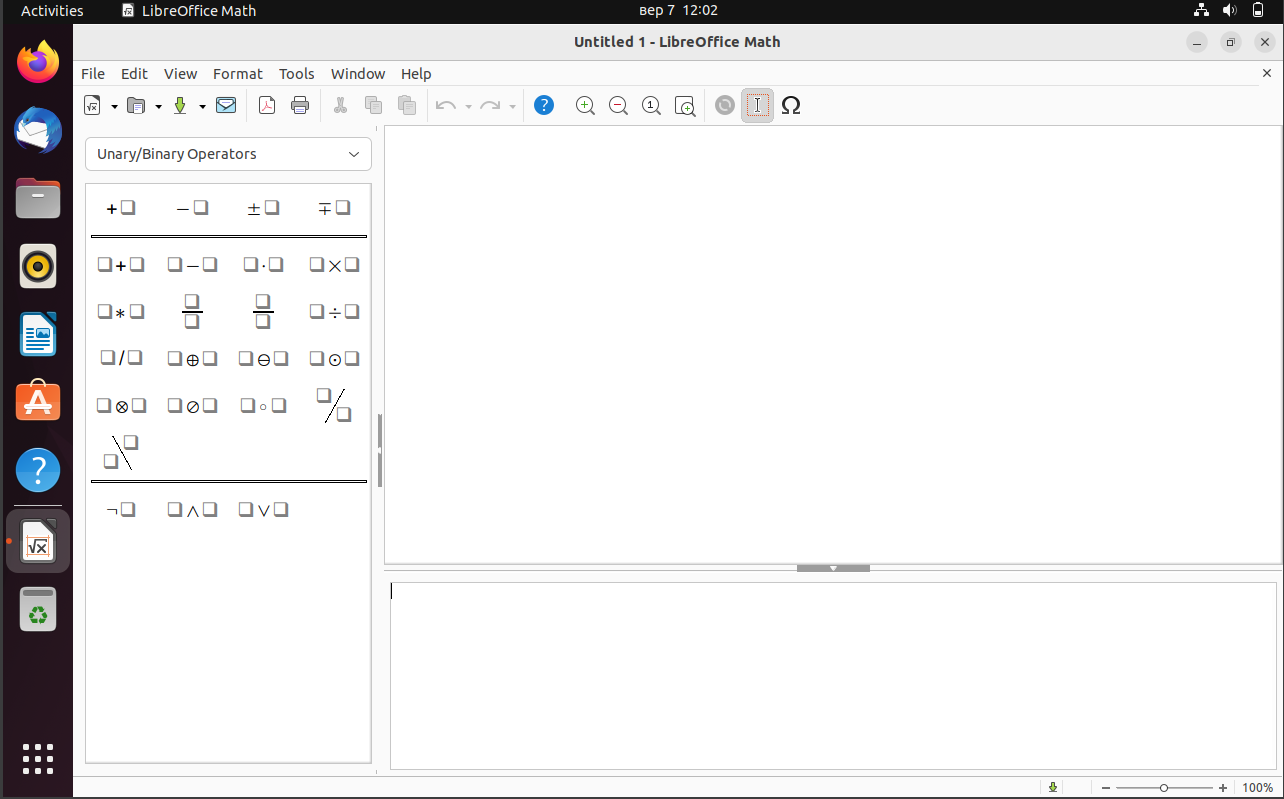 Activities LibreOffice Math вер 7 12:02
Untitled 1 - LibreOffice Math
File Edit View Format Tools Window Help
Unary/Binary Operators
100%